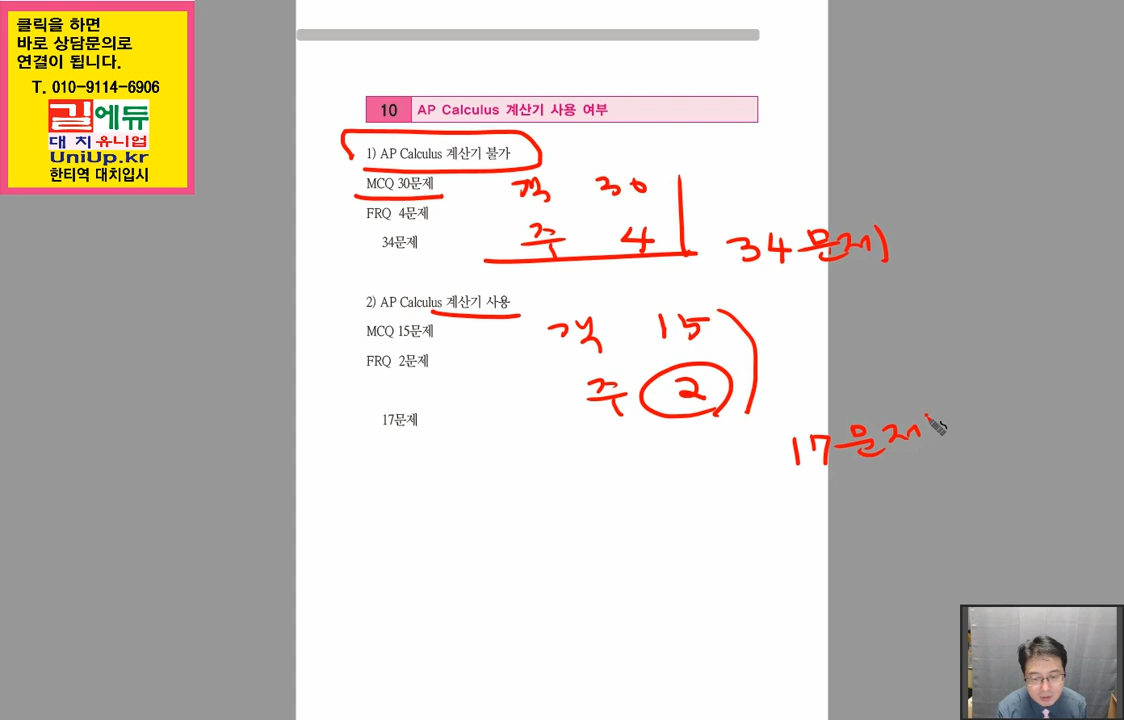 클릭을 하면
바로 상담문의로
연결이 됩니다.
T. 010-9114-6906
길에듀
대치유니업
UniUp.kr
한티역 대치입시
10 AP Calculus 계산기 사용 여부
1) AP Calculus 계산기 불가
MCQ 30문제
객 30
FRQ 4문제
주 4
34문제
34문제
2) AP Calculus 계산기 사용
MCQ 15문제
객 15
FRQ 2문제
주 2
17문제
17문제